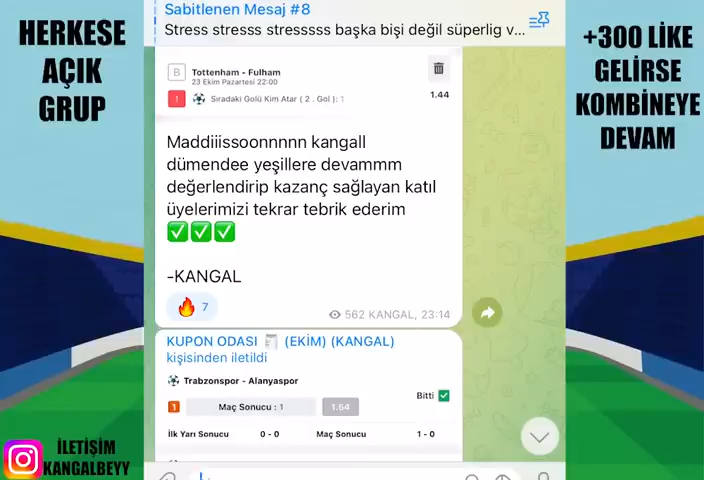 HERKESE
AÇIK
GRUP
Sabitlenen Mesaj #8
Stress stresss stresssss başka bişi değil süperlig v...
+300 LİKE
GELİRSE
KOMBİNEYE
DEVAM
B Tottenham - Fulham
23 Ekim Pazartesi 22:00
1 Sıradaki Golü Kim Atar ( 2 . Gol ): 1
1.44
Maddiiissoonnnnn kangall
dümendee yeşillere devammm
değerlendirip kazanç sağlayan katıl
üyelerimizi tekrar tebrik ederim
✅✅✅
-KANGAL
🔥 7
562 KANGAL, 23:14
KUPON ODASI (EKİM) (KANGAL)
kişisinden iletildi
Trabzonspor - Alanyaspor
Bitti
1 Maç Sonucu : 1 1.54
İlk Yarı Sonucu 0 - 0 Maç Sonucu 1 - 0
İLETİŞİM
KANGALBEYY